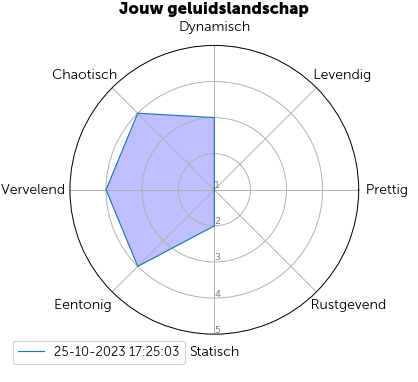 Jouw geluidslandschap
Dynamisch
Chaotisch
Levendig
Vervelend
Prettig
1
2
3
4
5
Eentonig
Rustgevend
Statisch
25-10-2023 17:25:03